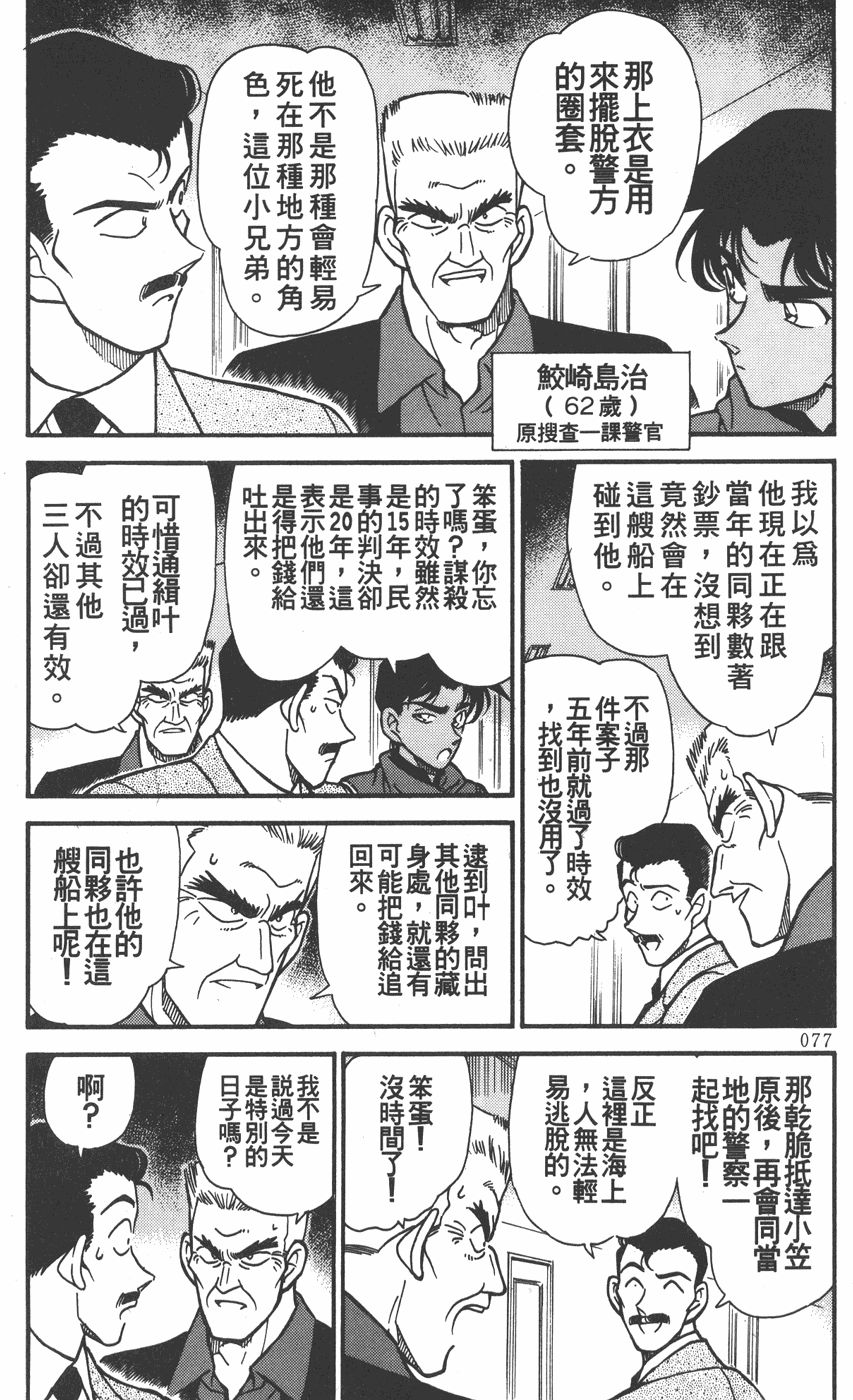 那上衣是用
來擺脫警方
的圈套。
他不是那種會輕易
死在那種地方的角
色，這位小兄弟。
鮫崎島治
（62歲）
原搜查一課警官
我以為
他現在正在跟
當年的同夥數著
鈔票，沒想到
竟然會在
這艘船上
碰到他。
不過那
件案子
五年前就過了時效
，找到也沒用了。
笨蛋，你忘
了嗎？謀殺
的時效雖然
是15年，民
事的判決卻
是20年，這
表示他們還
是得把錢給
吐出來。
可惜通緝叶
的時效已過，
不過其他
三人卻還有效。
逮到叶，問出
其他同夥的藏
身處，就還有
可能把錢給追
回來。
也許他的
同夥也在這
艘船上呢！
077
那乾脆抵達小笠
原後，再會同當
地的警察一
起找吧！
反正
這裡是海上
，人無法輕
易逃脫的。
笨蛋！
沒時間了！
我不是
説過今天
是特別的
日子嗎？
啊？